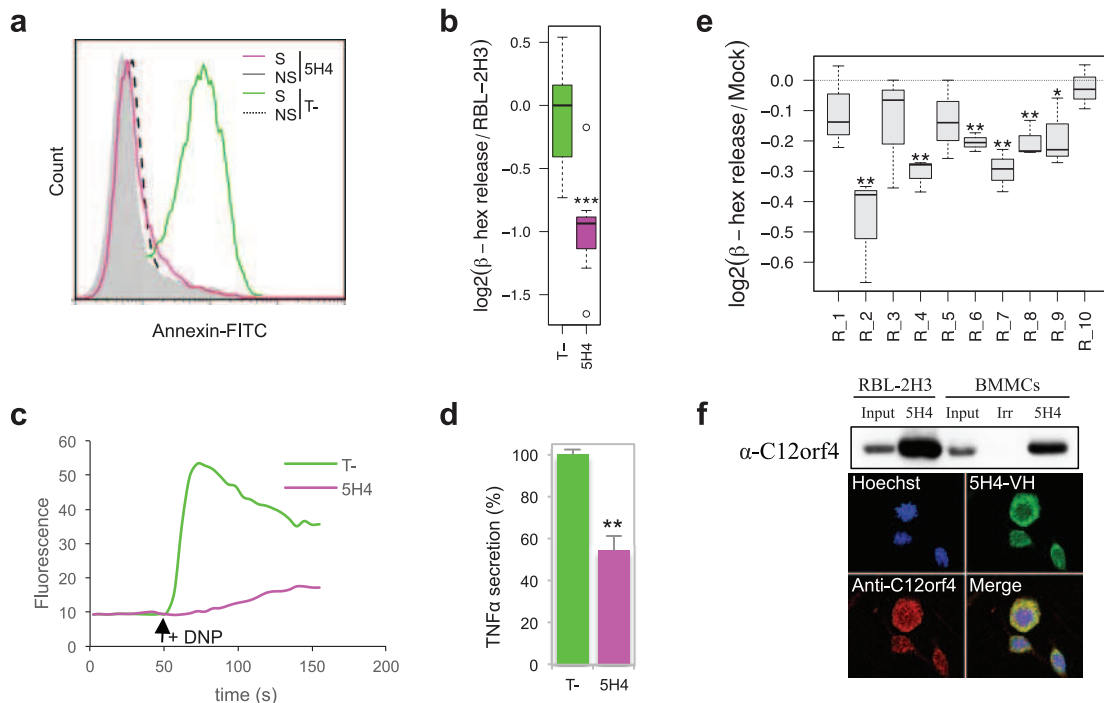 a
S
NS
5H4
S
NS
T-
Count
Annexin-FITC
b
log2(β – hex release / RBL–2H3)
0.5
0.0
−0.5
−1.0
−1.5
***
T-
5H4
e
log2(β – hex release / Mock)
0.0
−0.1
−0.2
−0.3
−0.4
−0.5
−0.6
**
**
**
**
**
*
R_1
R_2
R_3
R_4
R_5
R_6
R_7
R_8
R_9
R_10
c
Fluorescence
60
50
40
30
20
10
0
T-
5H4
+ DNP
0 50 100 150 200
time (s)
d
TNFα secretion (%)
100
80
60
40
20
0
**
T- 5H4
f
RBL-2H3 BMMCs
Input 5H4 Input Irr 5H4
α-C12orf4
Hoechst 5H4-VH
Anti-C12orf4 Merge